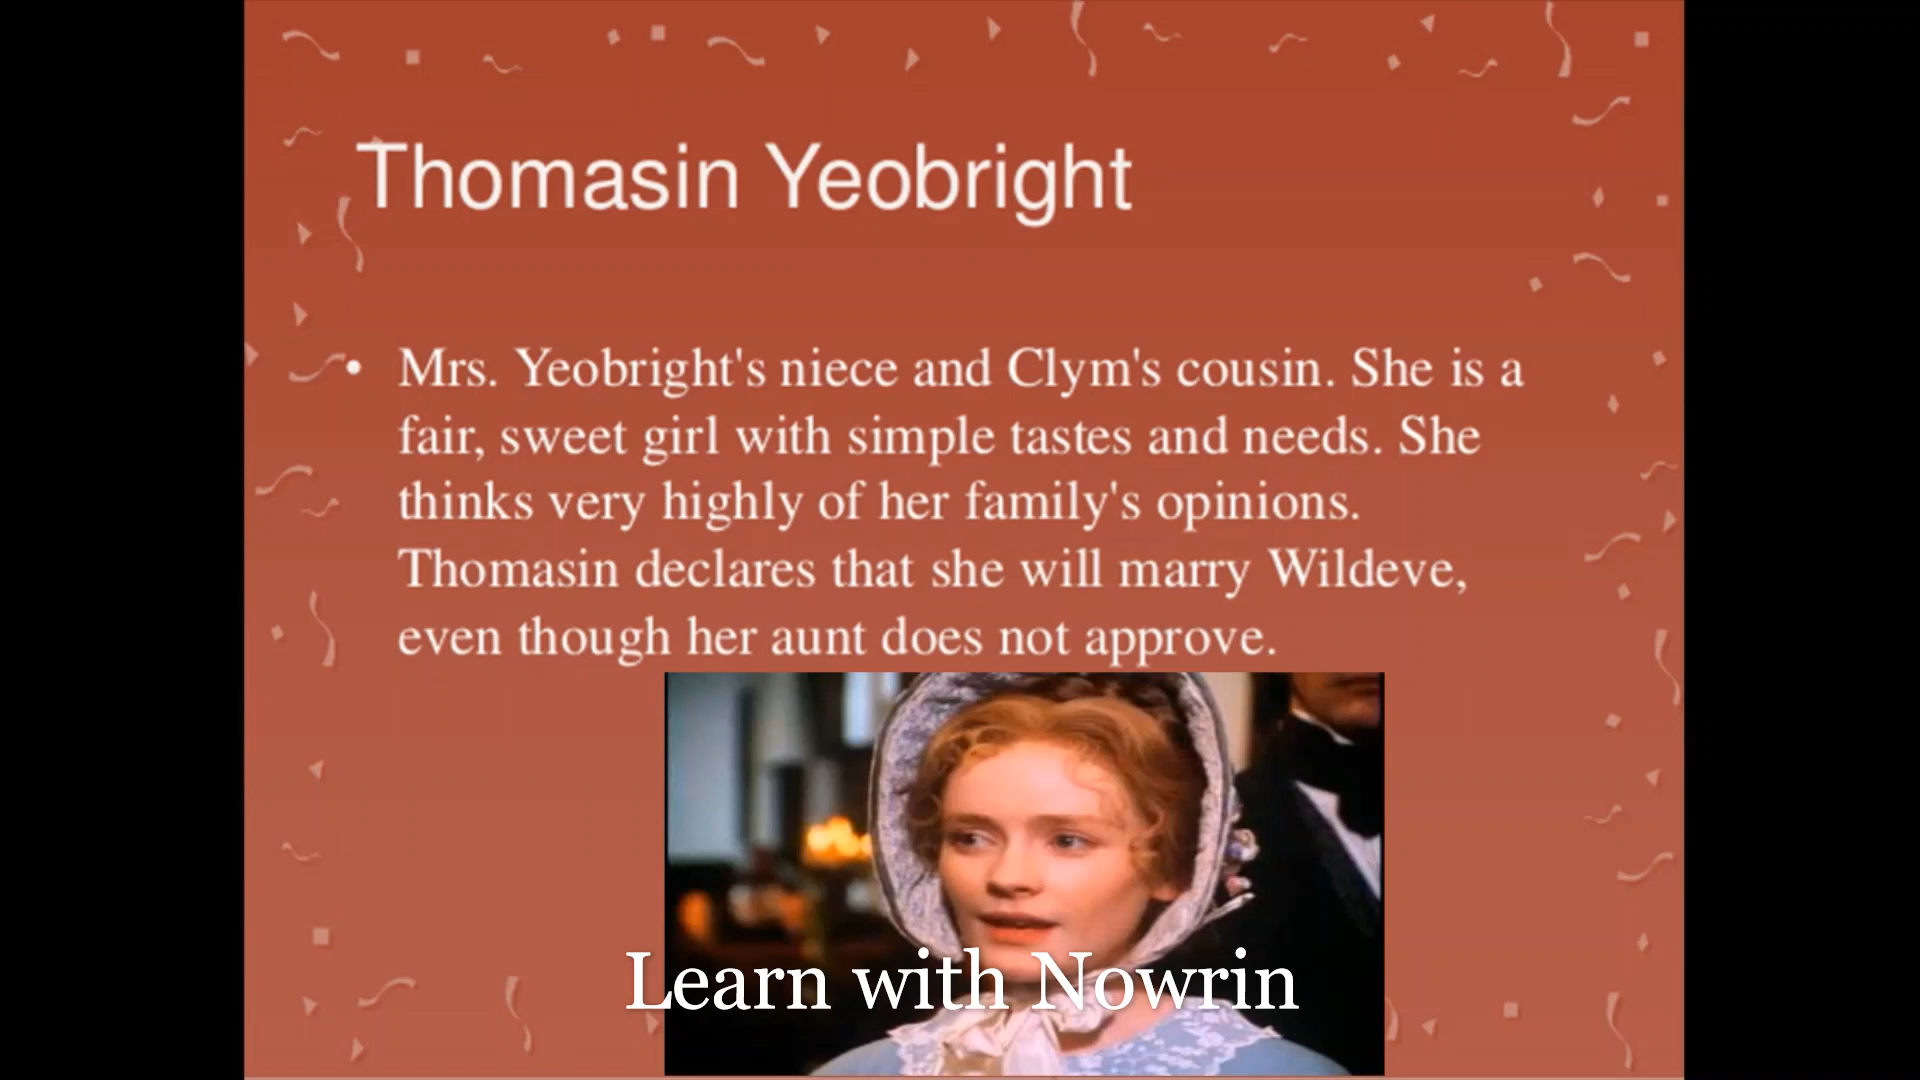 Thomasin Yeobright
• Mrs. Yeobright's niece and Clym's cousin. She is a
fair, sweet girl with simple tastes and needs. She
thinks very highly of her family's opinions.
Thomasin declares that she will marry Wildeve,
even though her aunt does not approve.
Learn with Nowrin